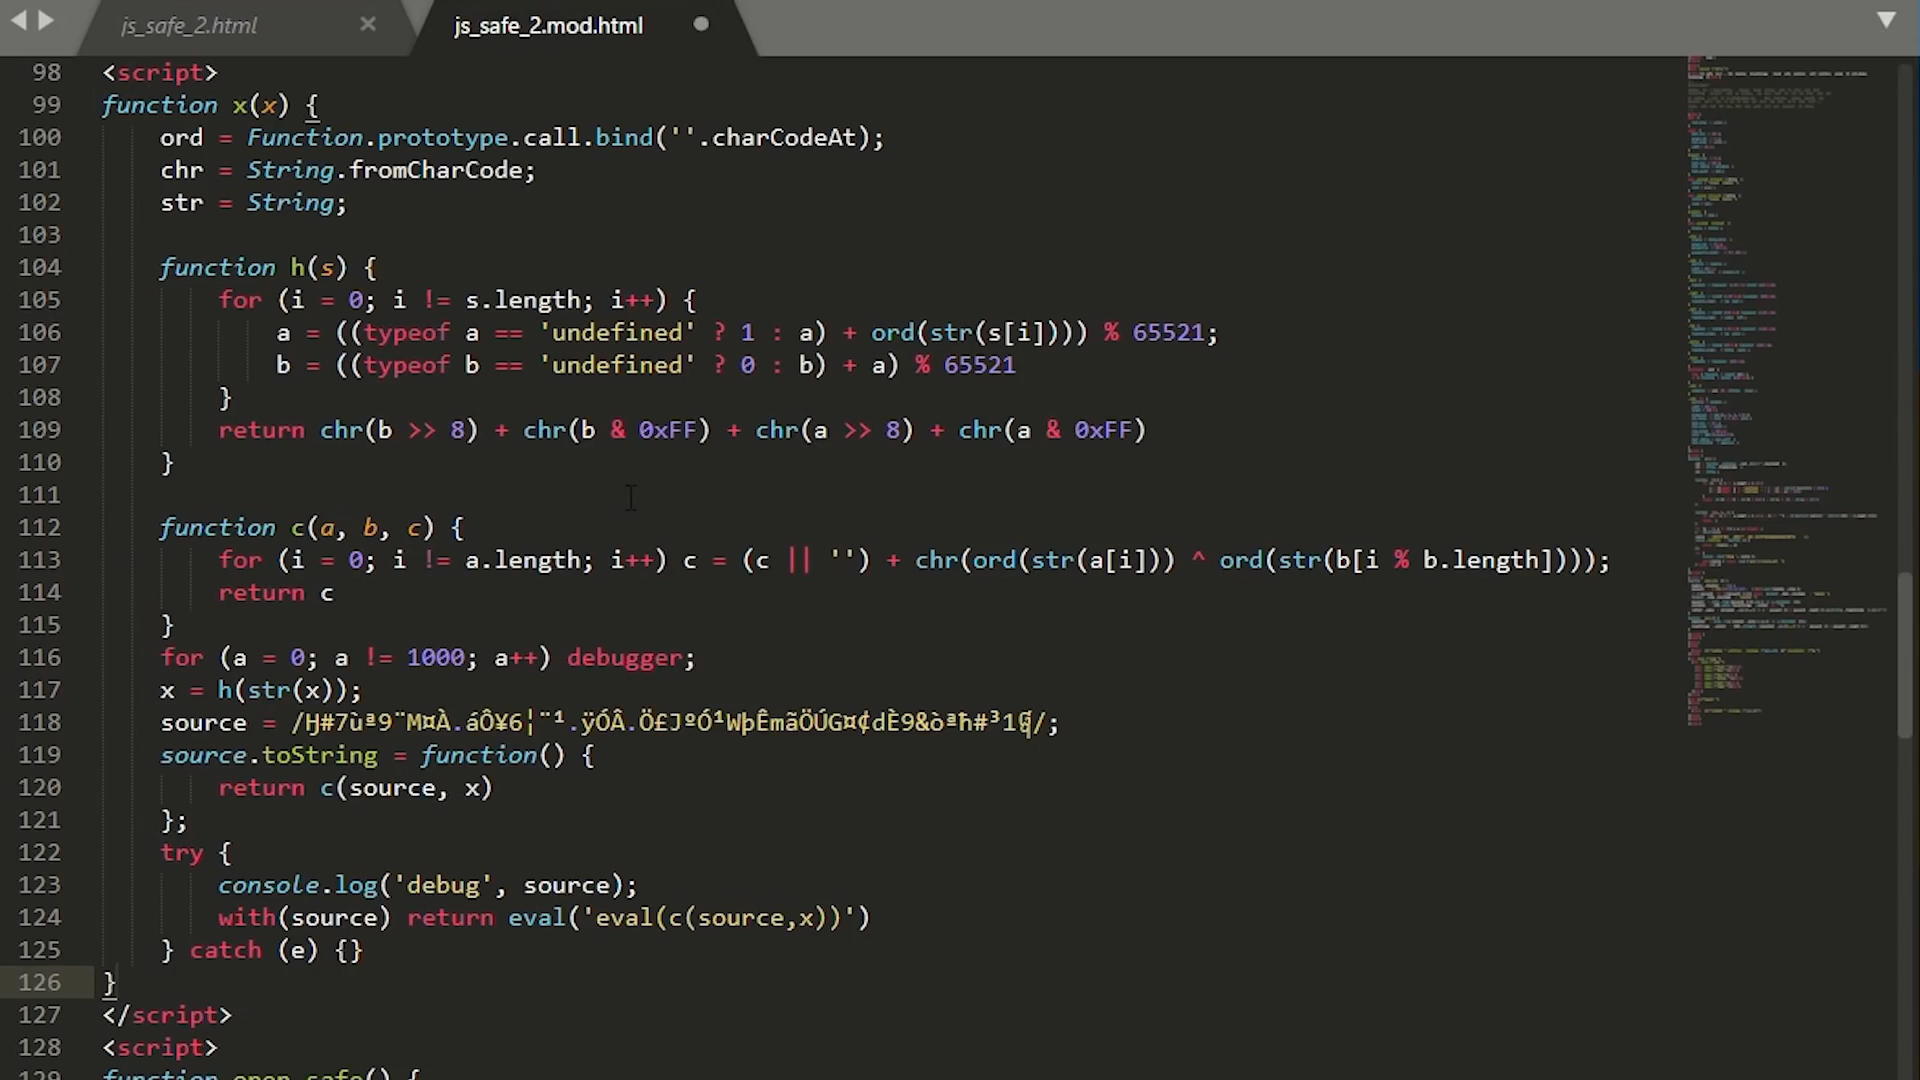 js_safe_2.html
js_safe_2.mod.html
98 <script>
99 function x(x) {
100 ord = Function.prototype.call.bind(''.charCodeAt);
101 chr = String.fromCharCode;
102 str = String;
103
104 function h(s) {
105 for (i = 0; i != s.length; i++) {
106 a = ((typeof a == 'undefined' ? 1 : a) + ord(str(s[i]))) % 65521;
107 b = ((typeof b == 'undefined' ? 0 : b) + a) % 65521
108 }
109 return chr(b >> 8) + chr(b & 0xFF) + chr(a >> 8) + chr(a & 0xFF)
110 }
111
112 function c(a, b, c) {
113 for (i = 0; i != a.length; i++) c = (c || '') + chr(ord(str(a[i])) ^ ord(str(b[i % b.length])));
114 return c
115 }
116 for (a = 0; a != 1000; a++) debugger;
117 x = h(str(x));
118 source =
119 source.toString = function() {
120 return c(source, x)
121 };
122 try {
123 console.log('debug', source);
124 with(source) return eval('eval(c(source,x))')
125 } catch (e) {}
126 }
127 </script>
128 <script>
129 function open_safe() {